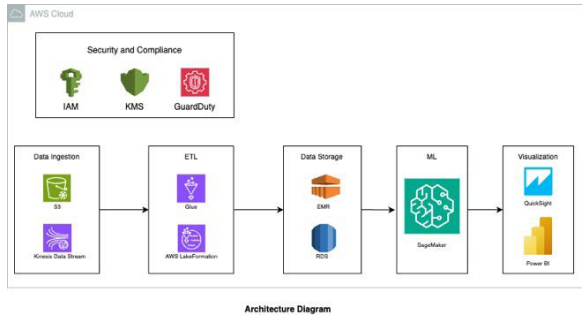 AWS Cloud
Security and Compliance
IAM
KMS
GuardDuty
Data Ingestion
S3
Kinesis Data Stream
ETL
Glue
AWS LakeFormation
Data Storage
EMR
RDS
ML
SageMaker
Visualization
QuickSight
Power BI
Architecture Diagram